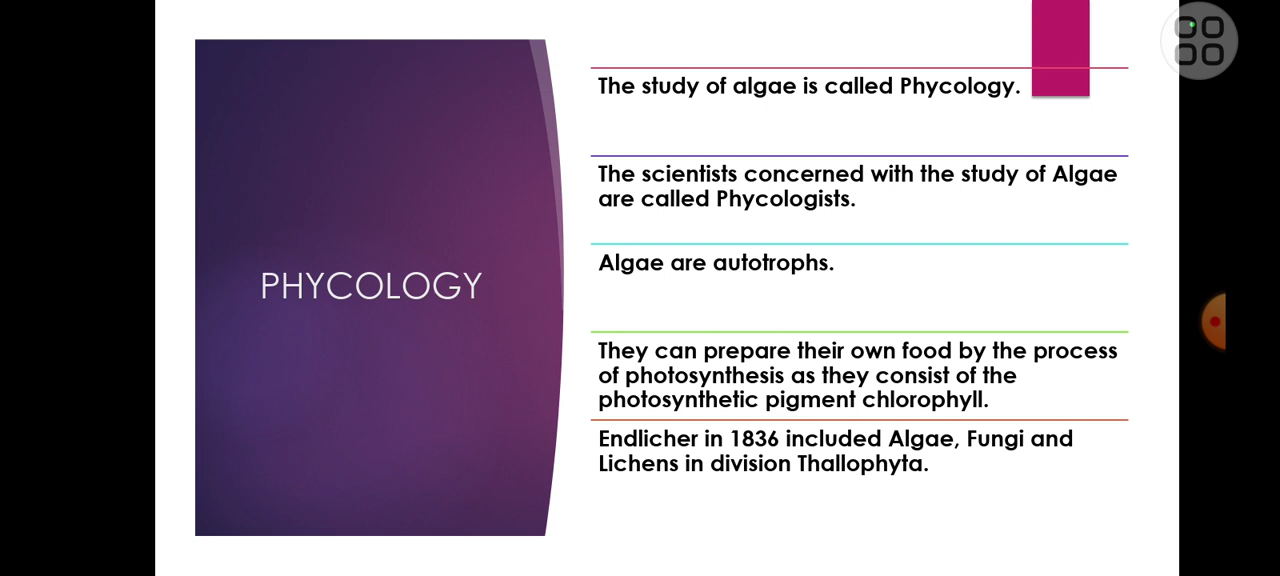 PHYCOLOGY
The study of algae is called Phycology.
The scientists concerned with the study of Algae
are called Phycologists.
Algae are autotrophs.
They can prepare their own food by the process
of photosynthesis as they consist of the
photosynthetic pigment chlorophyll.
Endlicher in 1836 included Algae, Fungi and
Lichens in division Thallophyta.